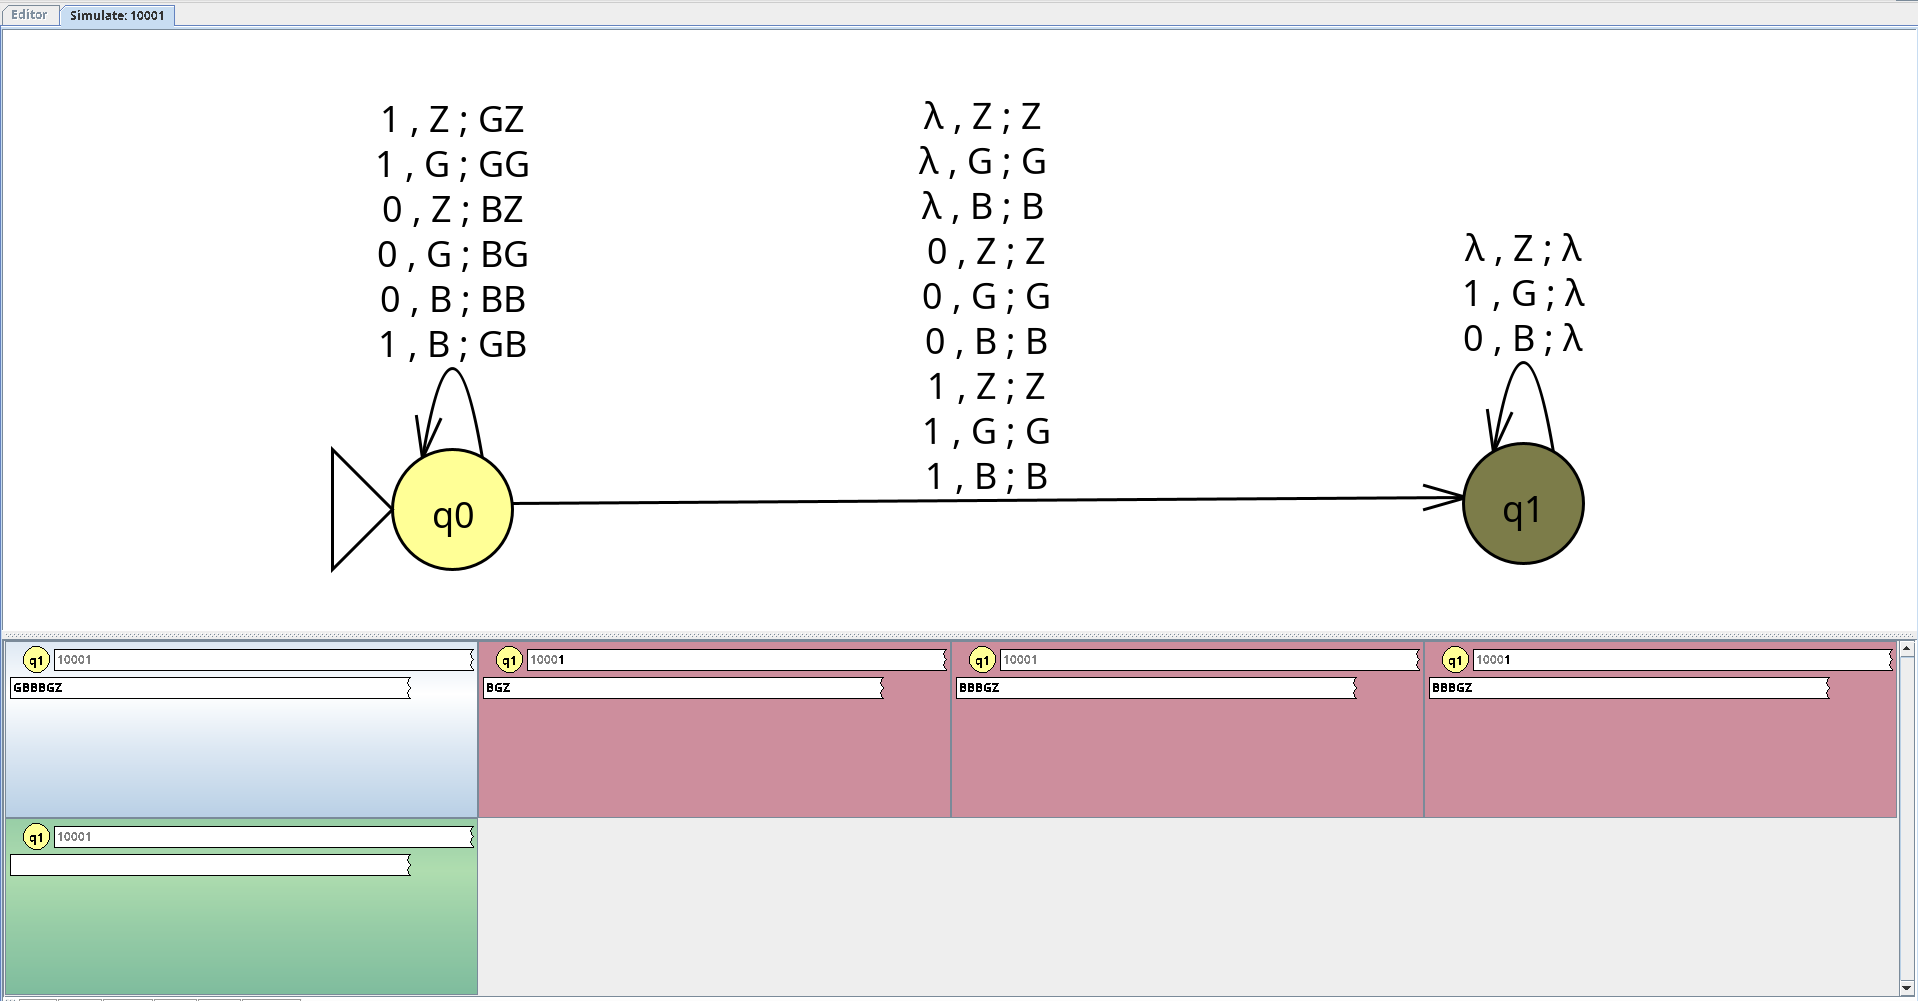 Editor
Simulate: 10001
1 , Z ; GZ
1 , G ; GG
0 , Z ; BZ
0 , G ; BG
0 , B ; BB
1 , B ; GB
λ , Z ; Z
λ , G ; G
λ , B ; B
0 , Z ; Z
0 , G ; G
0 , B ; B
1 , Z ; Z
1 , G ; G
1 , B ; B
λ , Z ; λ
1 , G ; λ
0 , B ; λ
q0
q1
q1 10001
GBBBGZ
q1 10001
BGZ
q1 10001
BBBGZ
q1 10001
BBBGZ
q1 10001